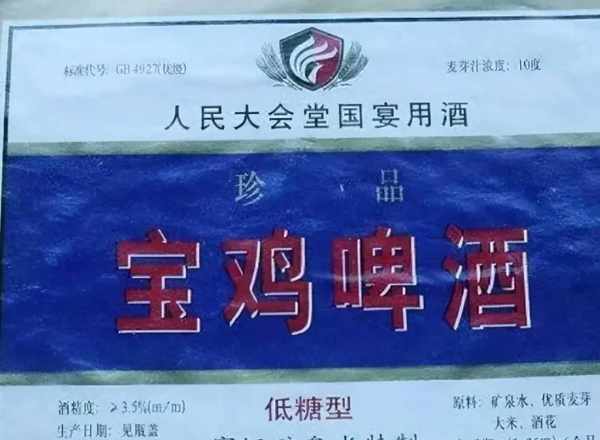 标准代号: GB 4927(优级)
麦芽汁浓度: 10度
人民大会堂国宴用酒
珍品
宝鸡啤酒
酒精度: ≥3.5%(m/m)
生产日期: 见瓶盖
低糖型
原料: 矿泉水、优质麦芽
大米、酒花